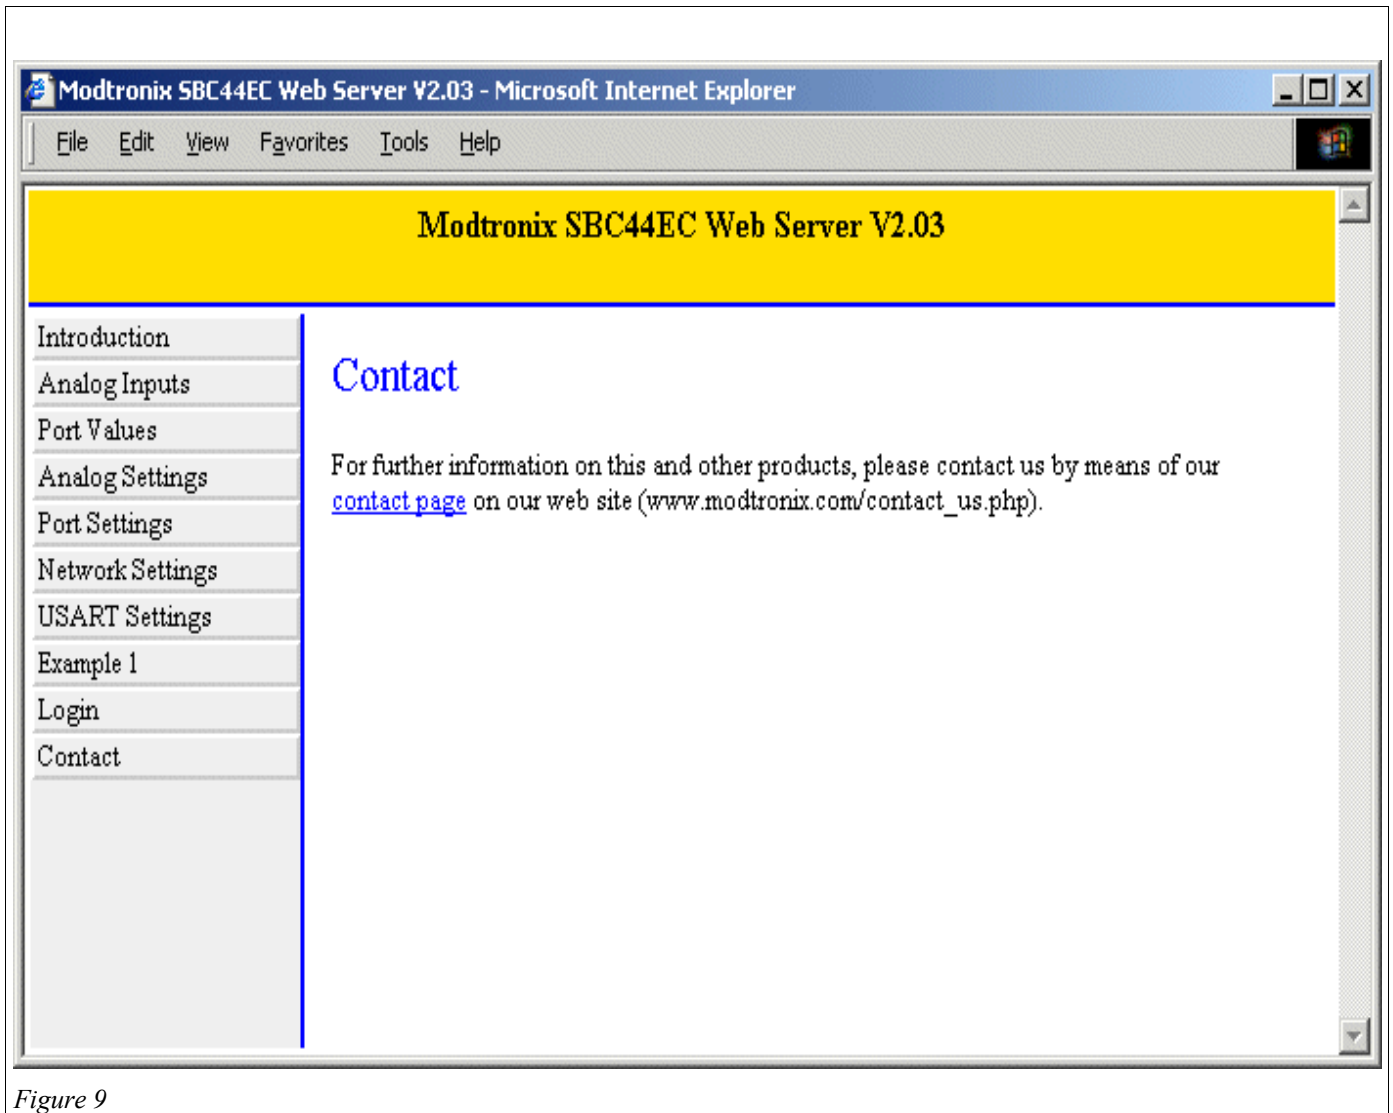 Modtronix SBC44EC Web Server V2.03 - Microsoft Internet Explorer
File Edit View Favorites Tools Help
Modtronix SBC44EC Web Server V2.03
Introduction
Analog Inputs
Port Values
Analog Settings
Port Settings
Network Settings
USART Settings
Example 1
Login
Contact
Contact
For further information on this and other products, please contact us by means of our
contact page on our web site (www.modtronix.com/contact_us.php).
Figure 9